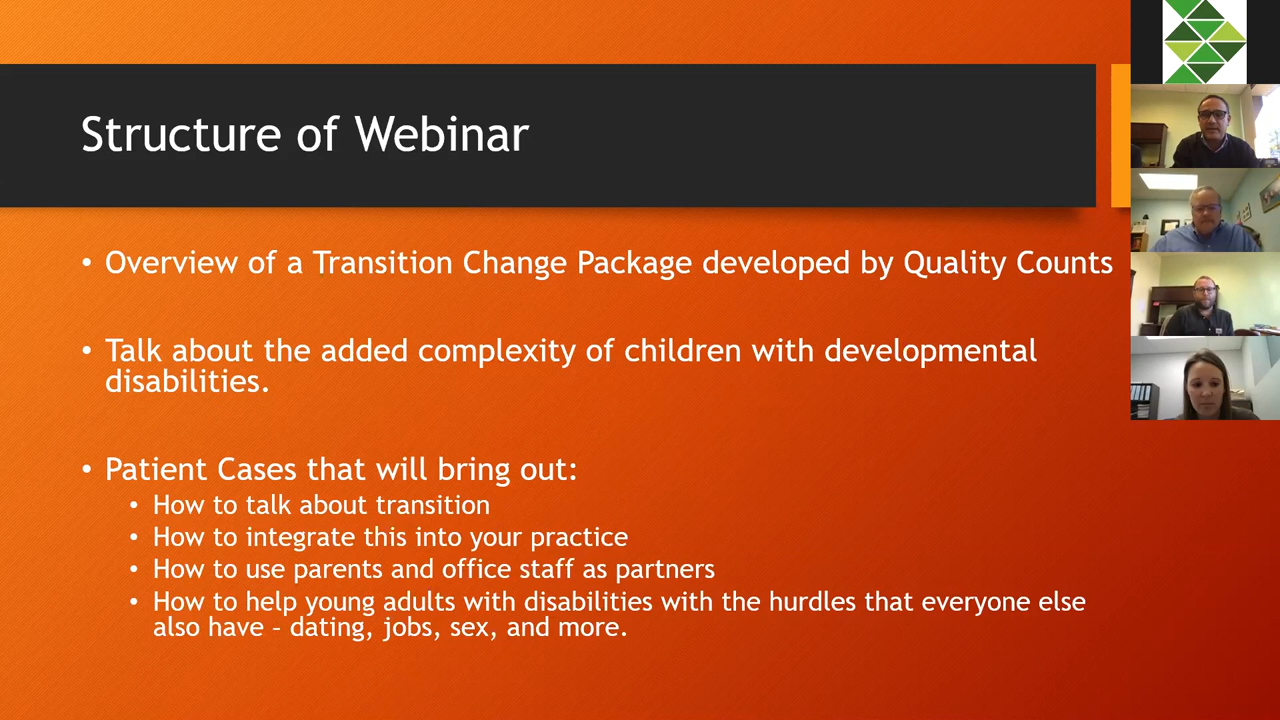 Structure of Webinar
• Overview of a Transition Change Package developed by Quality Counts
• Talk about the added complexity of children with developmental
disabilities.
• Patient Cases that will bring out:
• How to talk about transition
• How to integrate this into your practice
• How to use parents and office staff as partners
• How to help young adults with disabilities with the hurdles that everyone else
also have – dating, jobs, sex, and more.